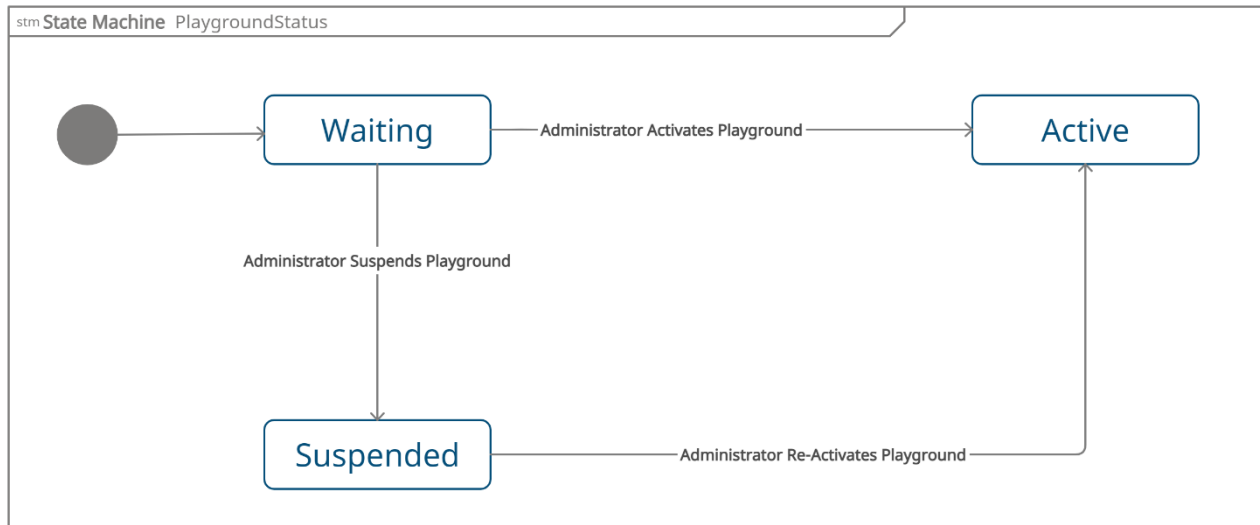 stm State Machine PlaygroundStatus
Waiting
Administrator Activates Playground
Active
Administrator Suspends Playground
Suspended
Administrator Re-Activates Playground